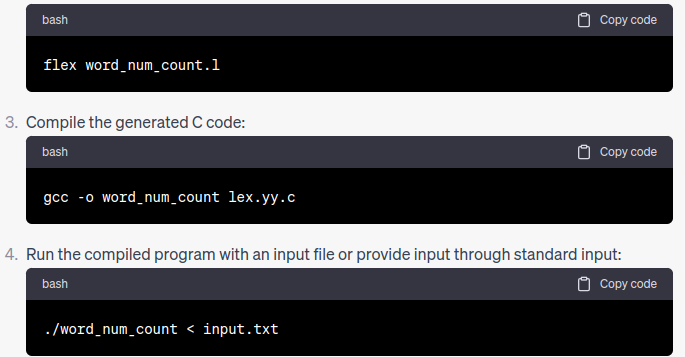 bash Copy code
flex word_num_count.l
3. Compile the generated C code:
bash Copy code
gcc -o word_num_count lex.yy.c
4. Run the compiled program with an input file or provide input through standard input:
bash Copy code
./word_num_count < input.txt